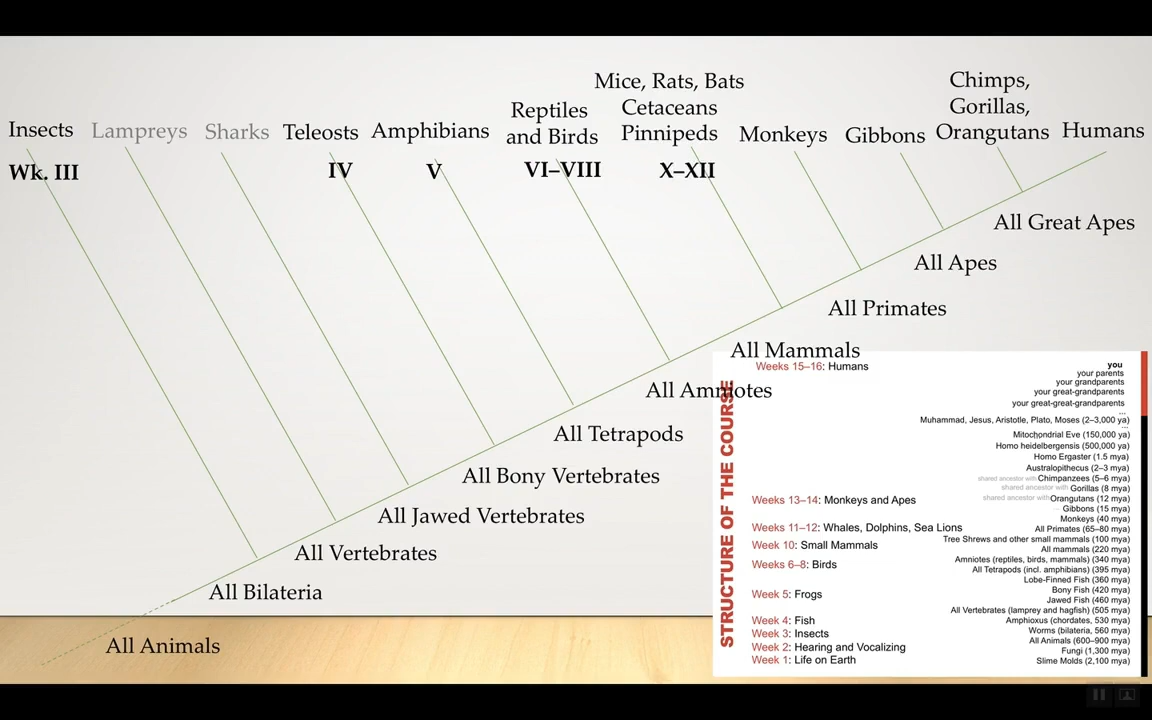 Mice, Rats, Bats
Cetaceans
Pinnipeds
Chimps,
Gorillas,
Orangutans
Insects
Lampreys
Sharks
Teleosts
Amphibians
Reptiles
and Birds
Monkeys
Gibbons
Humans
Wk. III
IV
V
VI–VIII
X–XII
All Great Apes
All Apes
All Primates
All Mammals
All Amniotes
All Tetrapods
All Bony Vertebrates
All Jawed Vertebrates
All Vertebrates
All Bilateria
All Animals
STRUCTURE OF THE COURSE
Weeks 15–16: Humans
Weeks 13–14: Monkeys and Apes
Weeks 11–12: Whales, Dolphins, Sea Lions
Week 10: Small Mammals
Weeks 6–8: Birds
Week 5: Frogs
Week 4: Fish
Week 3: Insects
Week 2: Hearing and Vocalizing
Week 1: Life on Earth
you
your parents
your grandparents
your great-grandparents
your great-great-grandparents
...
Muhammad, Jesus, Aristotle, Plato, Moses (2–3,000 ya)
...
Mitochondrial Eve (150,000 ya)
Homo heidelbergensis (500,000 ya)
Homo Ergaster (1.5 mya)
Australopithecus (2–3 mya)
shared ancestor with Chimpanzees (5–6 mya)
shared ancestor with Gorillas (8 mya)
shared ancestor with Orangutans (12 mya)
Gibbons (15 mya)
Monkeys (40 mya)
All Primates (65–80 mya)
Tree Shrews and other small mammals (100 mya)
All mammals (220 mya)
Amniotes (reptiles, birds, mammals) (340 mya)
All Tetrapods (incl. amphibians) (395 mya)
Lobe-Finned Fish (360 mya)
Bony Fish (420 mya)
Jawed Fish (460 mya)
All Vertebrates (lamprey and hagfish) (505 mya)
Amphioxus (chordates, 530 mya)
Worms (bilateria, 560 mya)
All Animals (600–900 mya)
Fungi (1,300 mya)
Slime Molds (2,100 mya)